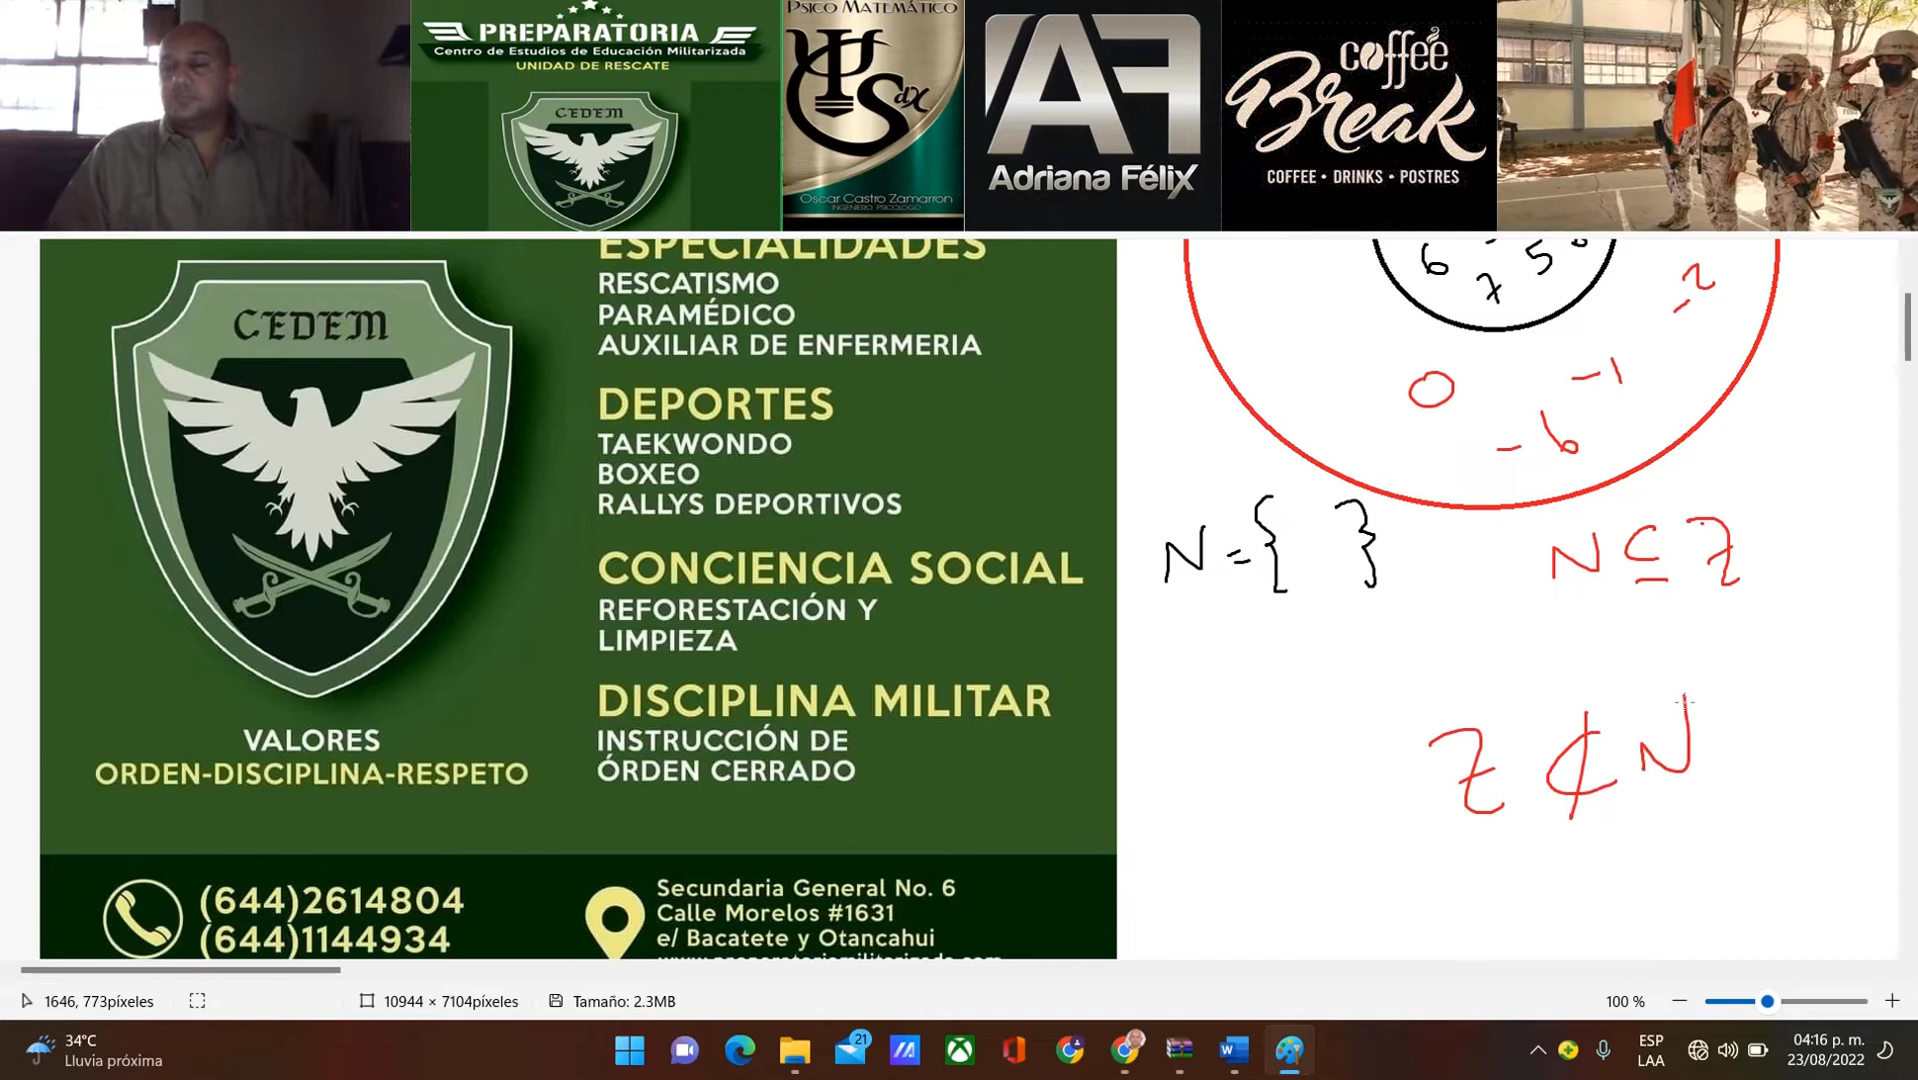 PREPARATORIA
Centro de Estudios de Educación Militarizada
UNIDAD DE RESCATE
CEDEM
PSICO MATEMÁTICO
Sdx
Oscar Castro Zamarron
INGENIERO PSICOLOGO
AF
Adriana Félix
coffee
Break
COFFEE • DRINKS • POSTRES
CEDEM
VALORES
ORDEN-DISCIPLINA-RESPETO
ESPECIALIDADES
RESCATISMO
PARAMÉDICO
AUXILIAR DE ENFERMERIA
DEPORTES
TAEKWONDO
BOXEO
RALLYS DEPORTIVOS
CONCIENCIA SOCIAL
REFORESTACIÓN Y
LIMPIEZA
DISCIPLINA MILITAR
INSTRUCCIÓN DE
ÓRDEN CERRADO
(644)2614804
(644)1144934
Secundaria General No. 6
Calle Morelos #1631
e/ Bacatete y Otancahui
6 7 5
-2
0 -1
-6
N={ }
N ⊆ Z
Z ⊄ N
1646, 773píxeles
10944 × 7104píxeles
Tamaño: 2.3MB
100 %
34°C
Lluvia próxima
21
ESP
LAA
04:16 p. m.
23/08/2022